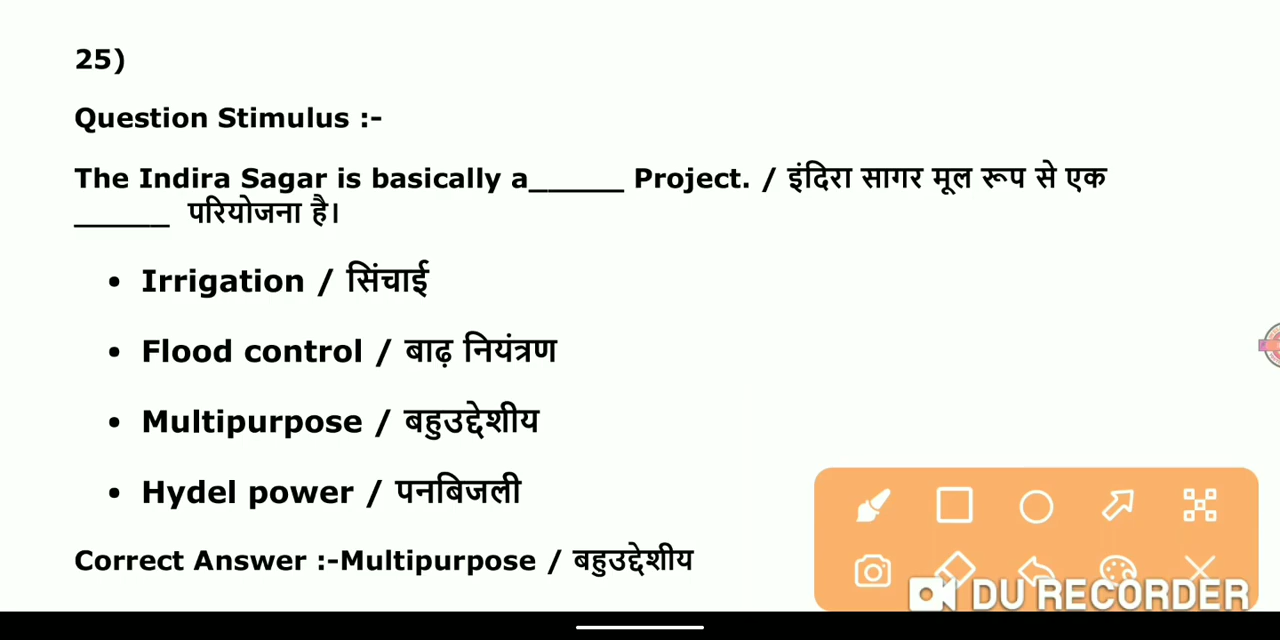 25)
Question Stimulus :-
The Indira Sagar is basically a______ Project. / इंदिरा सागर मूल रूप से एक
______ परियोजना है।
• Irrigation / सिंचाई
• Flood control / बाढ़ नियंत्रण
• Multipurpose / बहुउद्देशीय
• Hydel power / पनबिजली
Correct Answer :-Multipurpose / बहुउद्देशीय
DU RECORDER